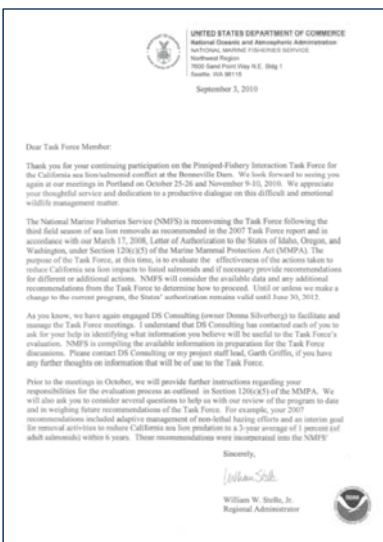 UNITED STATES DEPARTMENT OF COMMERCE
National Oceanic and Atmospheric Administration
NATIONAL MARINE FISHERIES SERVICE
Northwest Region
7600 Sand Point Way N.E. Bldg 1
Seattle WA 98115
September 3, 2010
Dear Task Force Member:
Thank you for your continuing participation on the Pinniped-Fishery Interaction Task Force for
the California sea lion/salmonid conflict at the Bonneville Dam. We look forward to seeing you
again at our meetings in Portland on October 25-26 and November 9-10, 2010. We appreciate
your thoughtful service and dedication to a productive dialogue on this difficult and emotional
wildlife management matter.
The National Marine Fisheries Service (NMFS) is reconvening the Task Force following the
third field season of sea lion removals as recommended in the 2007 Task Force report and in
accordance with our March 17, 2008, Letter of Authorization to the States of Idaho, Oregon, and
Washington, under Section 120(c)(5) of the Marine Mammal Protection Act (MMPA). The
purpose of the Task Force, at this time, is to evaluate the effectiveness of the actions taken to
reduce California sea lion impacts to listed salmonids and if necessary provide recommendations
for different or additional actions. NMFS will consider the available data and any additional
recommendations from the Task Force to determine how to proceed. Until or unless we make a
change to the current program, the States' authorization remains valid until June 30, 2012.
As you know, we have again engaged DS Consulting (owner Donna Silverberg) to facilitate and
manage the Task Force meetings. I understand that DS Consulting has contacted each of you to
ask for your help in identifying what information you believe will be useful to the Task Force's
evaluation. NMFS is compiling the available information in preparation for the Task Force
discussions. Please contact DS Consulting or my project staff lead, Garth Griffin, if you have
any further thoughts on information that will be of use to the Task Force.
Prior to the meetings in October, we will provide further instructions regarding your
responsibilities for the evaluation process as outlined in Section 120(c)(5) of the MMPA. We
will also ask you to consider several questions to help us with our review of the program to date
and in weighing future recommendations of the Task Force. For example, your 2007
recommendations included adaptive management of non-lethal hazing efforts and an interim goal
for removal activities to reduce California sea lion predation to a 3-year average of 1 percent (of
adult salmonids) within 6 years. These recommendations were incorporated into the NMFS'
Sincerely,
William W. Stelle, Jr.
Regional Administrator